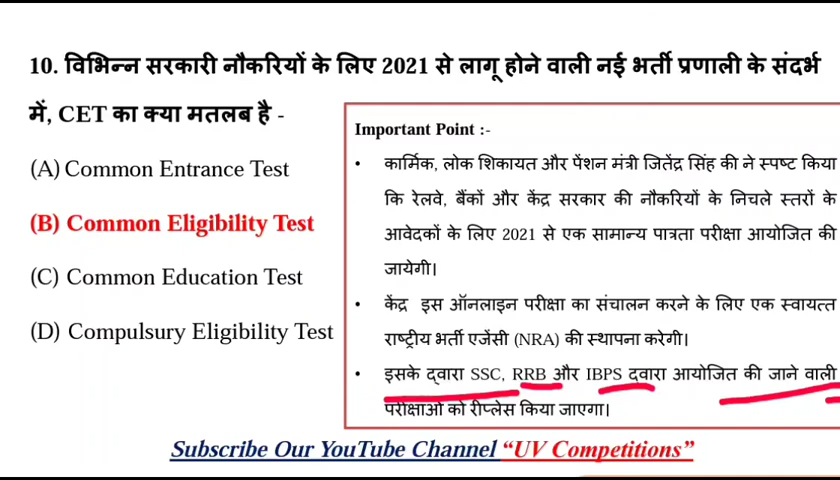 10. विभिन्न सरकारी नौकरियों के लिए 2021 से लागू होने वाली नई भर्ती प्रणाली के संदर्भ
में, CET का क्या मतलब है -
(A) Common Entrance Test
(B) Common Eligibility Test
(C) Common Education Test
(D) Compulsury Eligibility Test
Important Point :-
• कार्मिक, लोक शिकायत और पेंशन मंत्री जितेंद्र सिंह की ने स्पष्ट किया
कि रेलवे, बैंकों और केंद्र सरकार की नौकरियों के निचले स्तरों के
आवेदकों के लिए 2021 से एक सामान्य पात्रता परीक्षा आयोजित की
जायेगी।
• केंद्र इस ऑनलाइन परीक्षा का संचालन करने के लिए एक स्वायत्त
राष्ट्रीय भर्ती एजेंसी (NRA) की स्थापना करेगी।
• इसके द्वारा SSC, RRB और IBPS द्वारा आयोजित की जाने वाली
परीक्षाओ को रीप्लेस किया जाएगा।
Subscribe Our YouTube Channel “UV Competitions”